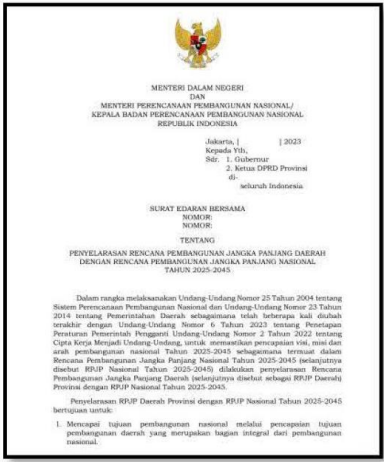 MENTERI DALAM NEGERI
DAN
MENTERI PERENCANAAN PEMBANGUNAN NASIONAL/
KEPALA BADAN PERENCANAAN PEMBANGUNAN NASIONAL
REPUBLIK INDONESIA
Jakarta, | | 2023
Kepada Yth,
Sdr. 1. Gubernur
2. Ketua DPRD Provinsi
di-
seluruh Indonesia
SURAT EDARAN BERSAMA
NOMOR:
NOMOR:
TENTANG
PENYELARASAN RENCANA PEMBANGUNAN JANGKA PANJANG DAERAH
DENGAN RENCANA PEMBANGUNAN JANGKA PANJANG NASIONAL
TAHUN 2025-2045
Dalam rangka melaksanakan Undang-Undang Nomor 25 Tahun 2004 tentang
Sistem Perencanaan Pembangunan Nasional dan Undang-Undang Nomor 23 Tahun
2014 tentang Pemerintahan Daerah sebagaimana telah beberapa kali diubah
terakhir dengan Undang-Undang Nomor 6 Tahun 2023 tentang Penetapan
Peraturan Pemerintah Pengganti Undang-Undang Nomor 2 Tahun 2022 tentang
Cipta Kerja Menjadi Undang-Undang, untuk memastikan pencapaian visi, misi dan
arah pembangunan nasional Tahun 2025-2045 sebagaimana termuat dalam
Rencana Pembangunan Jangka Panjang Nasional Tahun 2025-2045 (selanjutnya
disebut RPJP Nasional Tahun 2025-2045) dilakukan penyelarasan Rencana
Pembangunan Jangka Panjang Daerah (selanjutnya disebut sebagai RPJP Daerah)
Provinsi dengan RPJP Nasional Tahun 2025-2045.
Penyelarasan RPJP Daerah Provinsi dengan RPJP Nasional Tahun 2025-2045
bertujuan untuk:
1. Mencapai tujuan pembangunan nasional melalui pencapaian tujuan
pembangunan daerah yang merupakan bagian integral dari pembangunan
nasional.